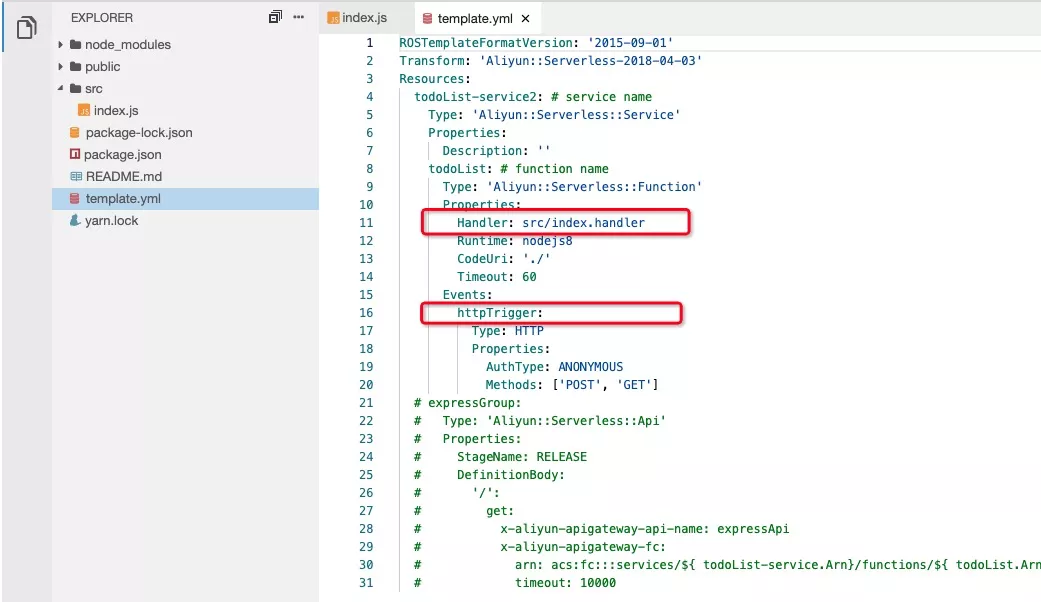 EXPLORER
node_modules
public
src
index.js
package-lock.json
package.json
README.md
template.yml
yarn.lock
index.js
template.yml
1 ROSTemplateFormatVersion: '2015-09-01'
2 Transform: 'Aliyun::Serverless-2018-04-03'
3 Resources:
4   todoList-service2: # service name
5     Type: 'Aliyun::Serverless::Service'
6     Properties:
7       Description: ''
8     todoList: # function name
9       Type: 'Aliyun::Serverless::Function'
10       Properties:
11         Handler: src/index.handler
12         Runtime: nodejs8
13         CodeUri: './'
14         Timeout: 60
15       Events:
16         httpTrigger:
17           Type: HTTP
18           Properties:
19             AuthType: ANONYMOUS
20             Methods: ['POST', 'GET']
21   # expressGroup:
22   #   Type: 'Aliyun::Serverless::Api'
23   #   Properties:
24   #     StageName: RELEASE
25   #     DefinitionBody:
26   #       '/':
27   #         get:
28   #           x-aliyun-apigateway-api-name: expressApi
29   #           x-aliyun-apigateway-fc:
30   #             arn: acs:fc:::services/${ todoList-service.Arn}/functions/${ todoList.Arn
31   #             timeout: 10000